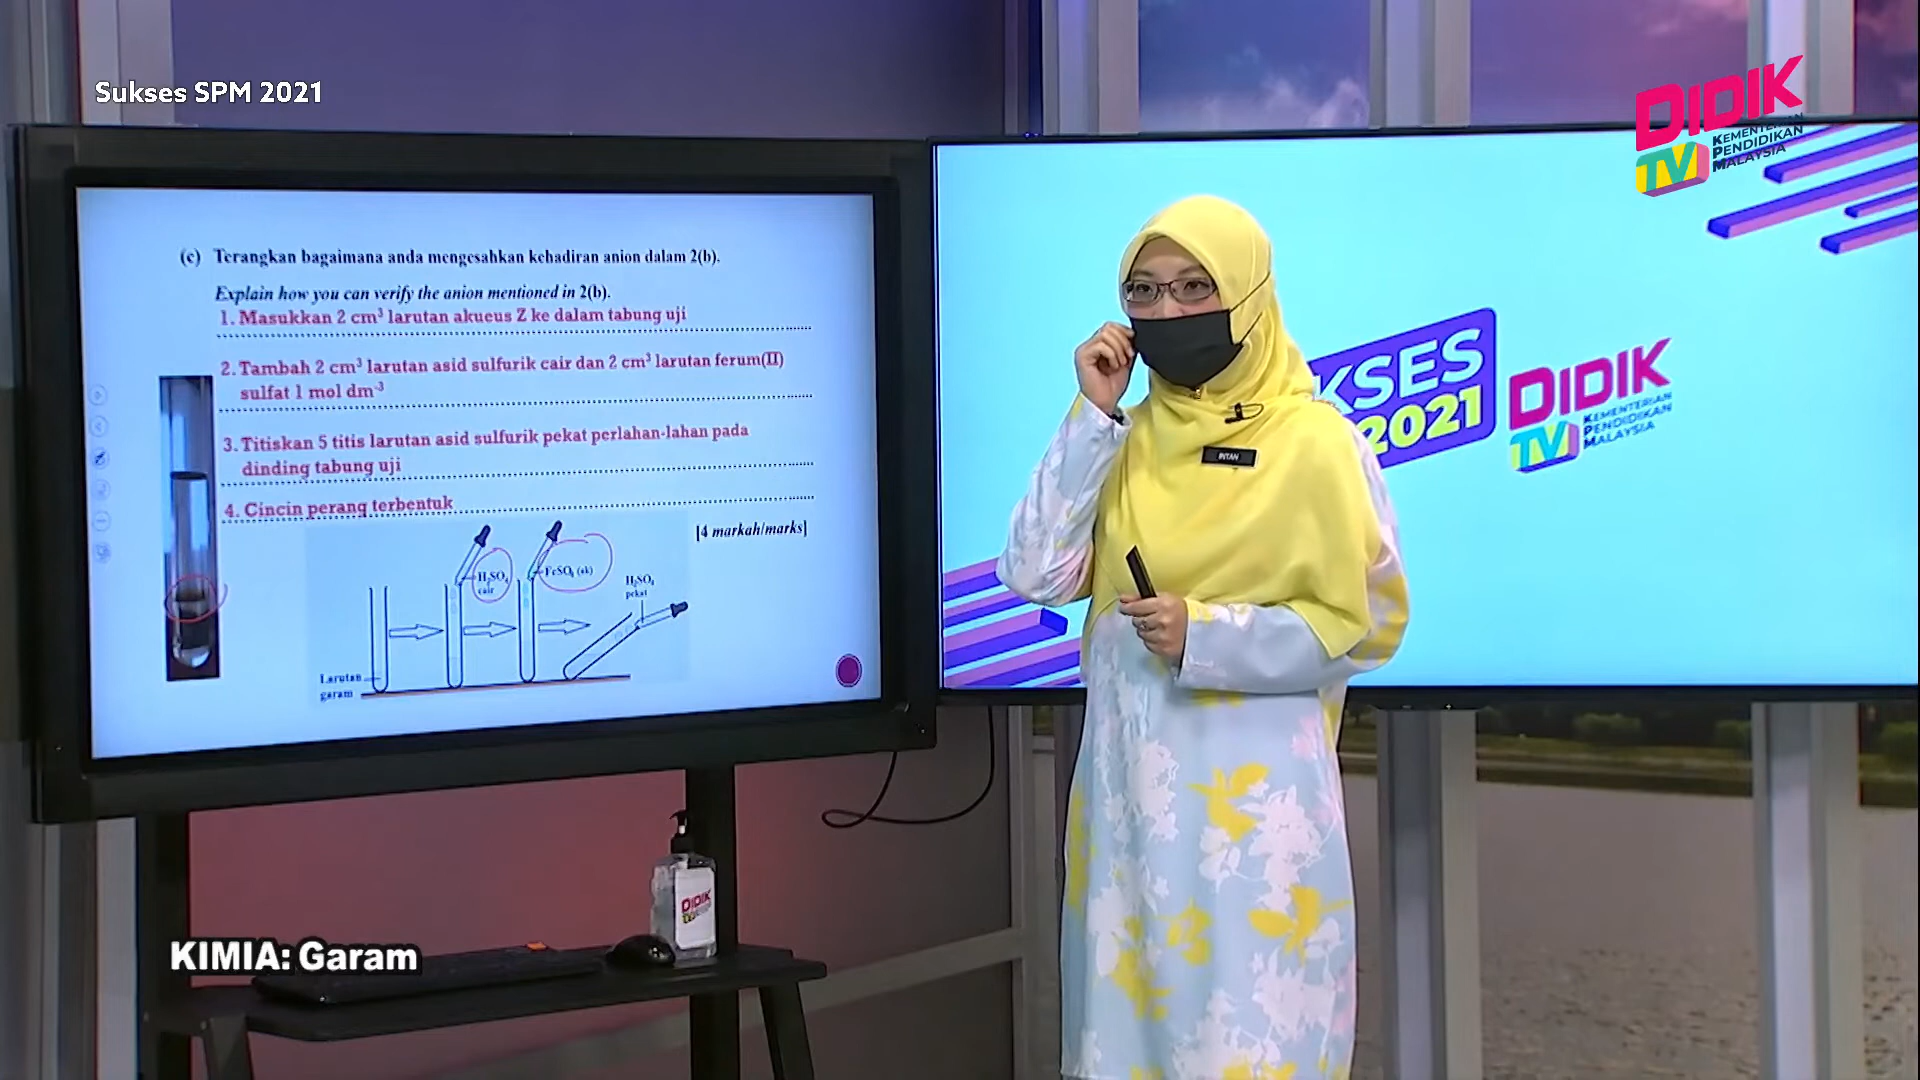 Sukses SPM 2021
DIDIK
TV
KEMENTERIAN
PENDIDIKAN
MALAYSIA
(c) Terangkan bagaimana anda mengesahkan kehadiran anion dalam 2(b).
Explain how you can verify the anion mentioned in 2(b).
1. Masukkan 2 cm³ larutan akueus Z ke dalam tabung uji
2. Tambah 2 cm³ larutan asid sulfurik cair dan 2 cm³ larutan ferum(II)
sulfat 1 mol dm⁻³
3. Titiskan 5 titis larutan asid sulfurik pekat perlahan-lahan pada
dinding tabung uji
4. Cincin perang terbentuk
[4 markah/marks]
H₂SO₄
cair
FeSO₄ (ak)
H₂SO₄
pekat
Larutan
garam
KSES
2021
DIDIK
TV
KEMENTERIAN
PENDIDIKAN
MALAYSIA
INTAN
DIDIK
TV
KIMIA: Garam